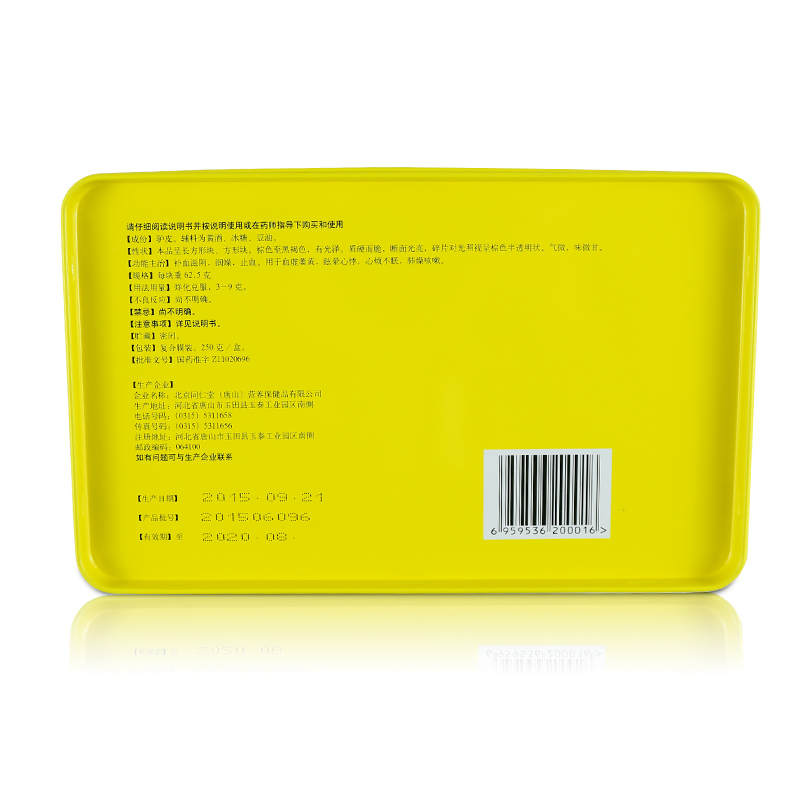 请仔细阅读说明书并按说明使用或在药师指导下购买和使用
【成份】驴皮、辅料为黄酒、冰糖、豆油。
【性状】本品呈长方形块、方形块。棕色至黑褐色，有光泽。质硬而脆，断面光亮，碎片对光照视呈棕色半透明状。气微，味微甘。
【功能主治】补血滋阴，润燥，止血。用于血虚萎黄，眩晕心悸，心烦不眠，肺燥咳嗽。
【规格】每块重62.5克
【用法用量】烊化兑服，3-9克。
【不良反应】尚不明确。
【禁忌】尚不明确。
【注意事项】详见说明书。
【贮藏】密闭。
【包装】复合膜装，250克／盒。
【批准文号】国药准字Z11020696
【生产企业】
企业名称：北京同仁堂（唐山）营养保健品有限公司
生产地址：河北省唐山市玉田县玉泰工业园区南侧
电话号码：(0315) 5311658
传真号码：(0315) 5311656
注册地址：河北省唐山市玉田县玉泰工业园区南侧
邮政编码：064100
如有问题可与生产企业联系
【生产日期】 2015.09.21
【产品批号】 201506096
【有效期】至 2020.08.
6 959536 200016 >